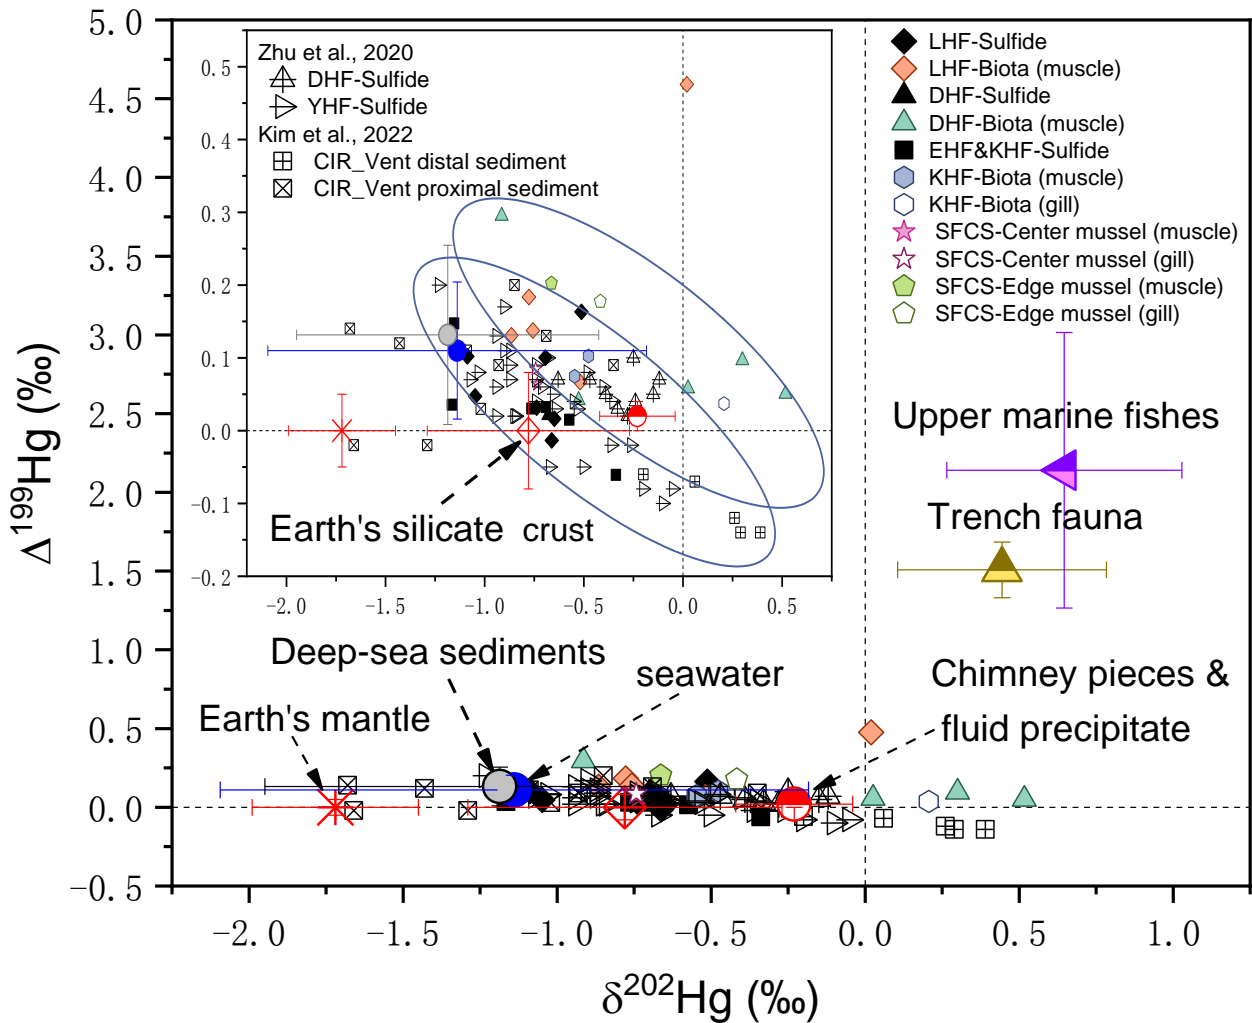 5.0
4.5
4.0
3.5
3.0
2.5
2.0
1.5
1.0
0.5
0.0
−0.5
Δ¹⁹⁹Hg (‰)
Zhu et al., 2020
DHF-Sulfide
YHF-Sulfide
Kim et al., 2022
CIR_Vent distal sediment
CIR_Vent proximal sediment
0.5
0.4
0.3
0.2
0.1
0.0
-0.1
-0.2
Earth's silicate crust
-2.0 -1.5 -1.0 -0.5 0.0 0.5
LHF-Sulfide
LHF-Biota (muscle)
DHF-Sulfide
DHF-Biota (muscle)
EHF&KHF-Sulfide
KHF-Biota (muscle)
KHF-Biota (gill)
SFCS-Center mussel (muscle)
SFCS-Center mussel (gill)
SFCS-Edge mussel (muscle)
SFCS-Edge mussel (gill)
Upper marine fishes
Trench fauna
Deep-sea sediments
seawater
Earth's mantle
Chimney pieces &
fluid precipitate
−2.0 −1.5 −1.0 −0.5 0.0 0.5 1.0
δ²⁰²Hg (‰)